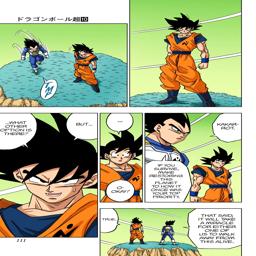 ドラゴンボール超10
KAKAR-
ROT.
IF YOU
SURVIVE,
MAKE
RESTORING
THIS
PLANET
TO HOW
IT ONCE
WAS YOUR
TOP
PRIORITY.
...
O-
OKAY?
BUT...
...WHAT
OTHER
OPTION IS
THERE?
THAT SAID,
IT WILL TAKE
A MIRACLE
FOR EITHER
ONE OF
US TO WALK
AWAY FROM
THIS ALIVE.
TRUE.
111